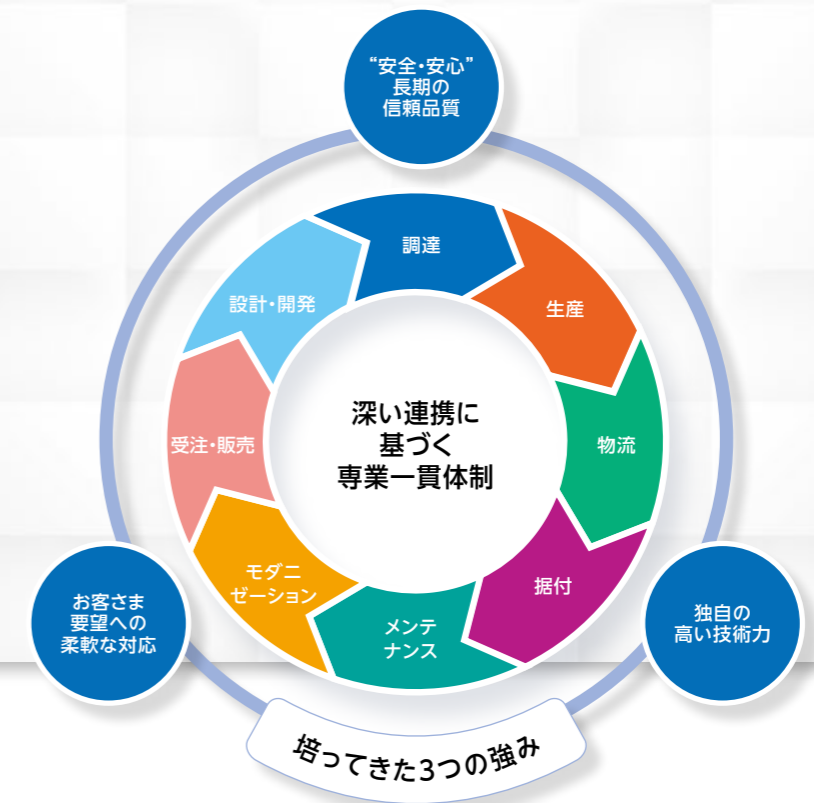 “安全・安心”
長期の
信頼品質
調達
生産
設計・開発
物流
受注・販売
深い連携に
基づく
専業一貫体制
据付
モダニ
ゼーション
メンテ
ナンス
お客さま
要望への
柔軟な対応
独自の
高い技術力
培ってきた3つの強み